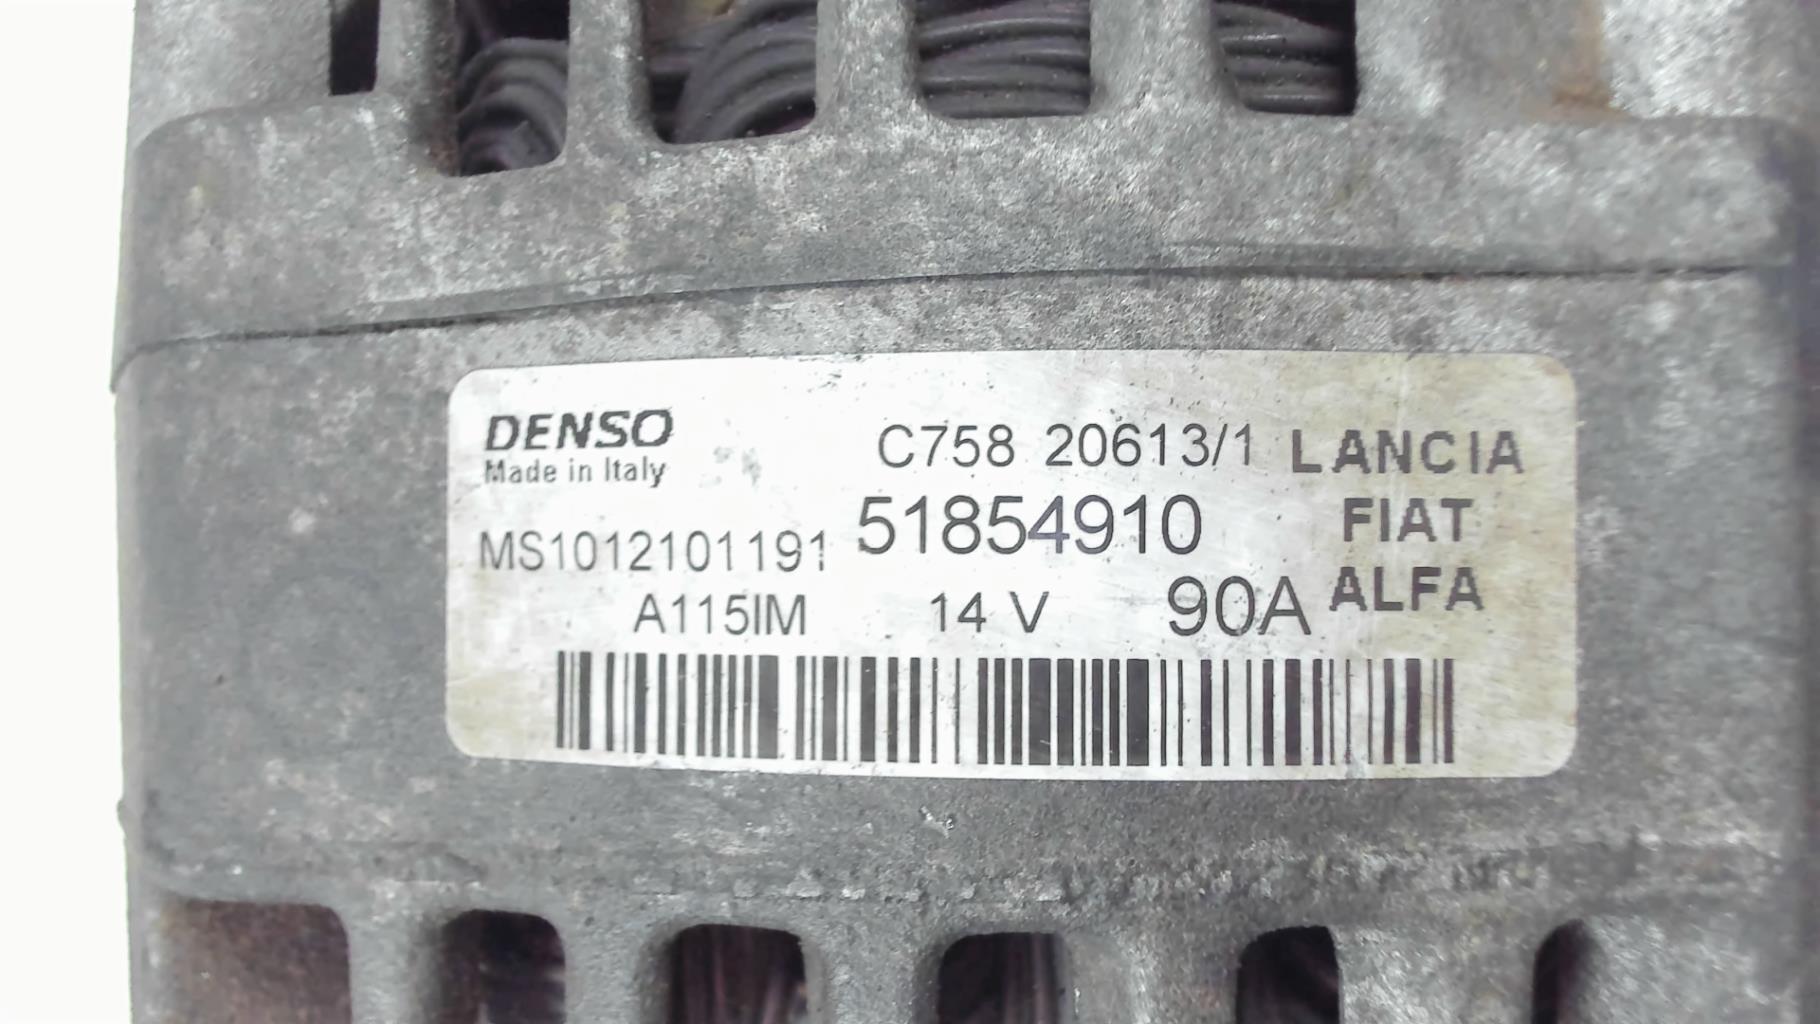 DENSO
Made in Italy
C758 20613/1 LANCIA
MS1012101191 51854910 FIAT
A115IM 14 V 90A ALFA